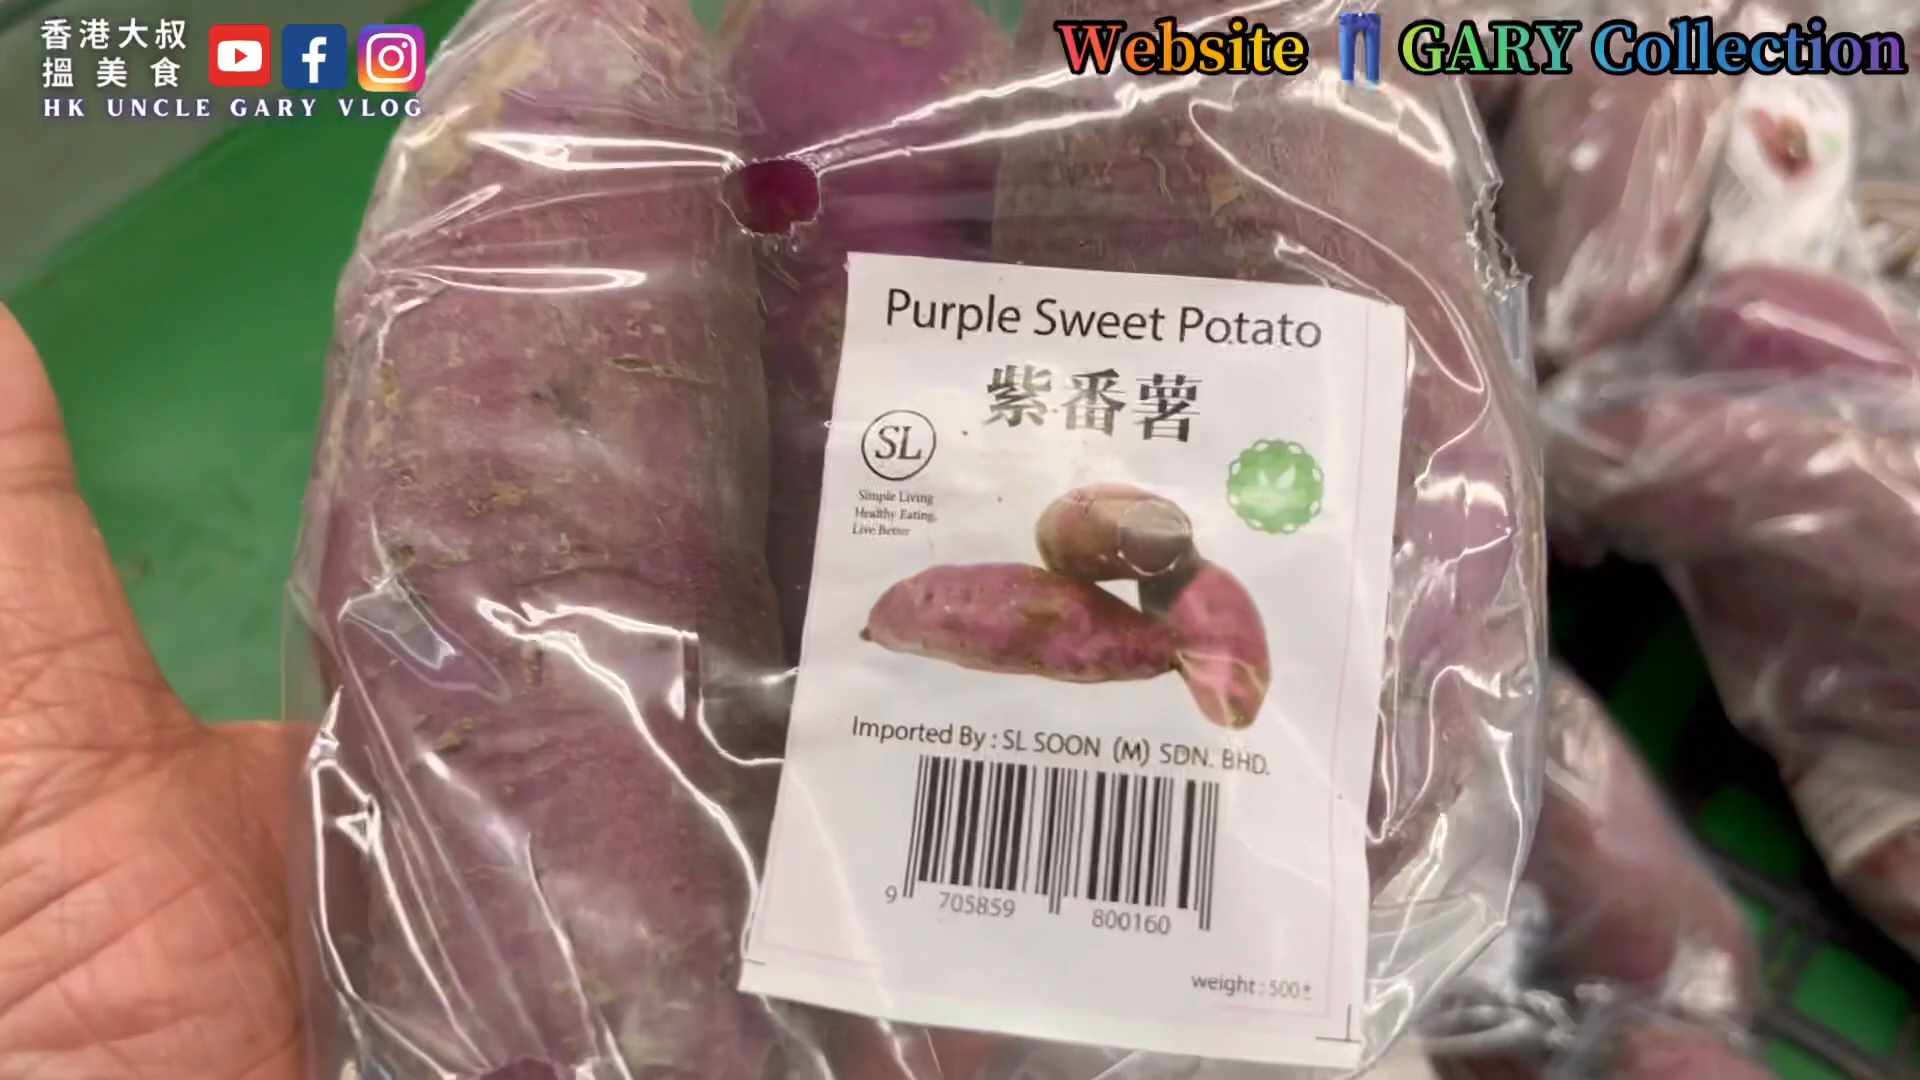 香港大叔
搵美食
HK UNCLE GARY VLOG
Website 👖 GARY Collection
Purple Sweet Potato
紫番薯
SL
Simple Living
Healthy Eating,
Live Better
Imported By : SL SOON (M) SDN. BHD.
9 705859 800160
weight : 500±